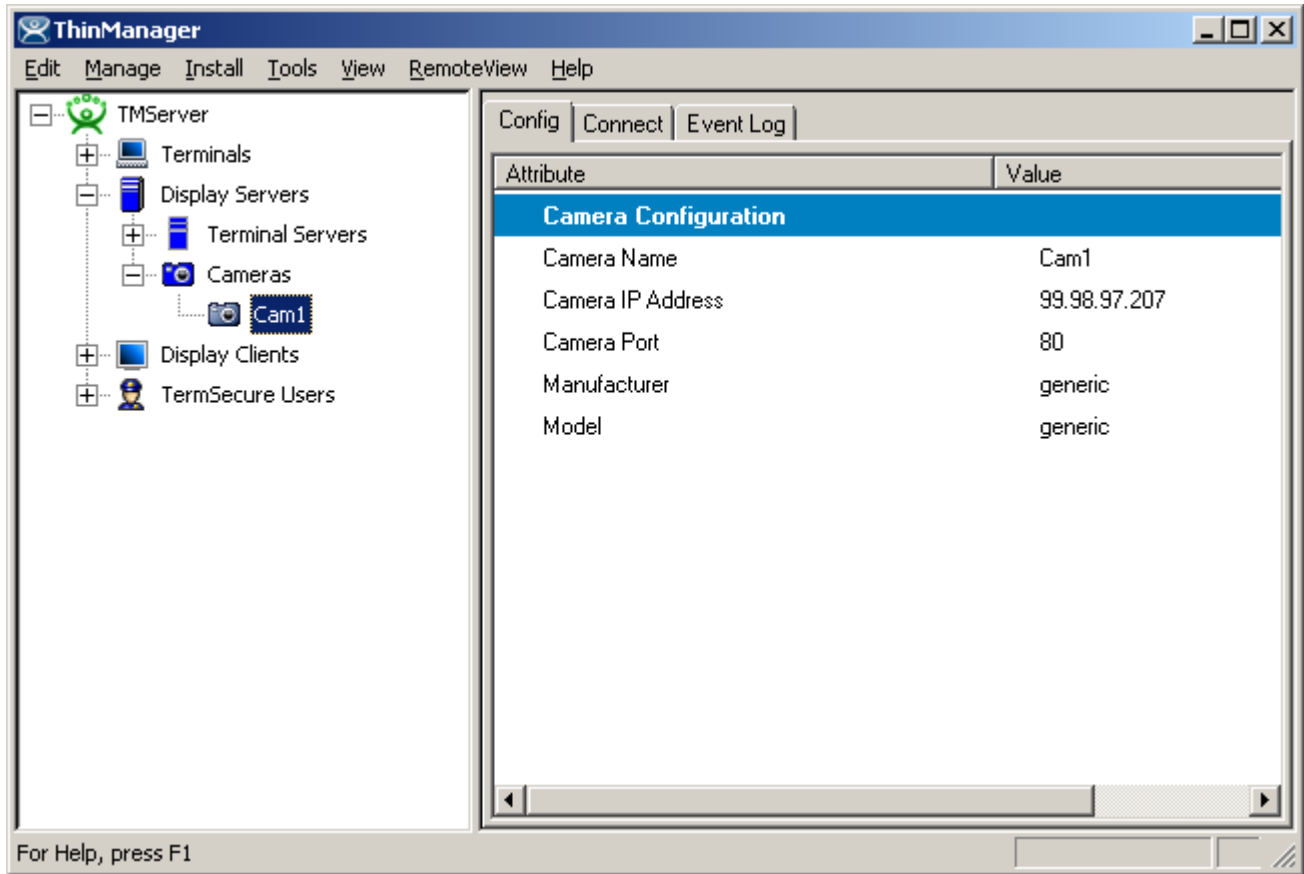 ThinManager
Edit Manage Install Tools View RemoteView Help
TMServer
Terminals
Display Servers
Terminal Servers
Cameras
Cam1
Display Clients
TermSecure Users
Config Connect Event Log
Attribute Value
Camera Configuration
Camera Name Cam1
Camera IP Address 99.98.97.207
Camera Port 80
Manufacturer generic
Model generic
For Help, press F1